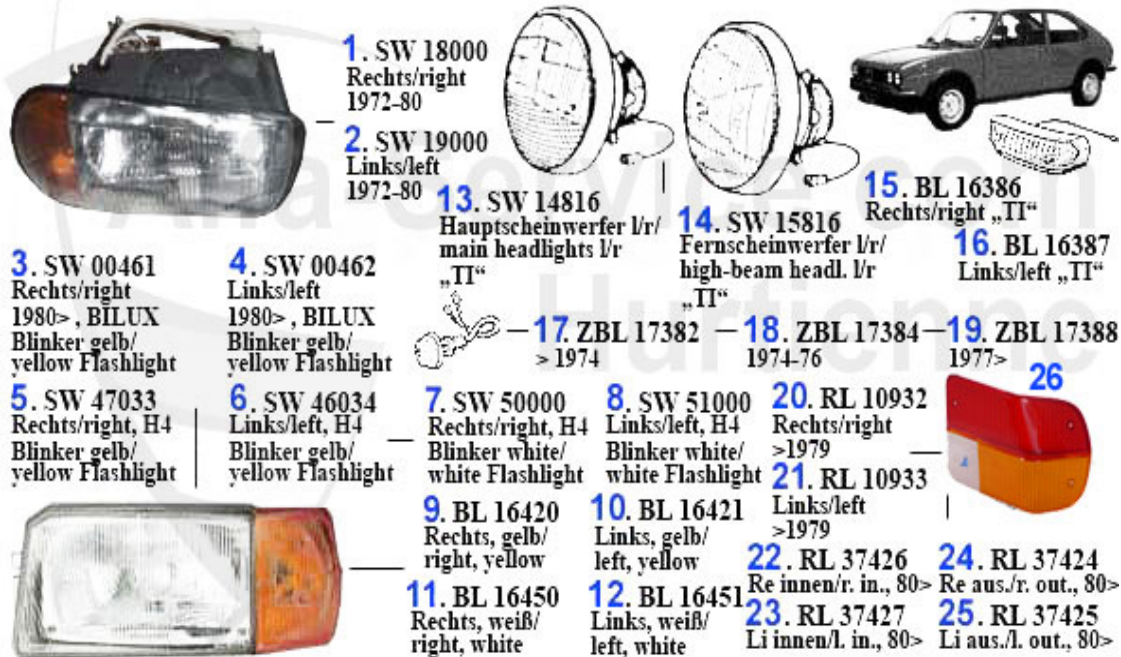 1. SW 18000
Rechts/right
1972-80
2. SW 19000
Links/left
1972-80
13. SW 14816
Hauptscheinwerfer l/r/
main headlights l/r
„TI“
14. SW 15816
Fernscheinwerfer l/r/
high-beam headl. l/r
„TI“
15. BL 16386
Rechts/right „TI“
16. BL 16387
Links/left „TI“
3. SW 00461
Rechts/right
1980> , BILUX
Blinker gelb/
yellow Flashlight
4. SW 00462
Links/left
1980> , BILUX
Blinker gelb/
yellow Flashlight
17. ZBL 17382
> 1974
18. ZBL 17384
1974-76
19. ZBL 17388
1977>
5. SW 47033
Rechts/right, H4
Blinker gelb/
yellow Flashlight
6. SW 46034
Links/left, H4
Blinker gelb/
yellow Flashlight
7. SW 50000
Rechts/right, H4
Blinker white/
white Flashlight
8. SW 51000
Links/left, H4
Blinker white/
white Flashlight
20. RL 10932
Rechts/right
>1979
21. RL 10933
Links/left
>1979
26
9. BL 16420
Rechts, gelb/
right, yellow
10. BL 16421
Links, gelb/
left, yellow
11. BL 16450
Rechts, weiß/
right, white
12. BL 16451
Links, weiß/
left, white
22. RL 37426
Re innen/r. in., 80>
23. RL 37427
Li innen/l. in., 80>
24. RL 37424
Re aus./r. out., 80>
25. RL 37425
Li aus./l. out., 80>
Alfa-Service.com
Hurtienne